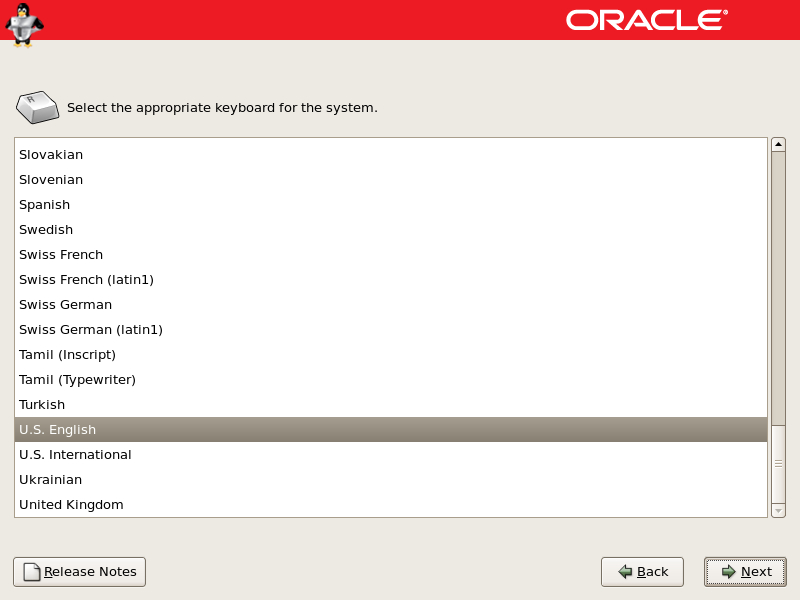 ORACLE®
Select the appropriate keyboard for the system.
Slovakian
Slovenian
Spanish
Swedish
Swiss French
Swiss French (latin1)
Swiss German
Swiss German (latin1)
Tamil (Inscript)
Tamil (Typewriter)
Turkish
U.S. English
U.S. International
Ukrainian
United Kingdom
Release Notes
Back
Next